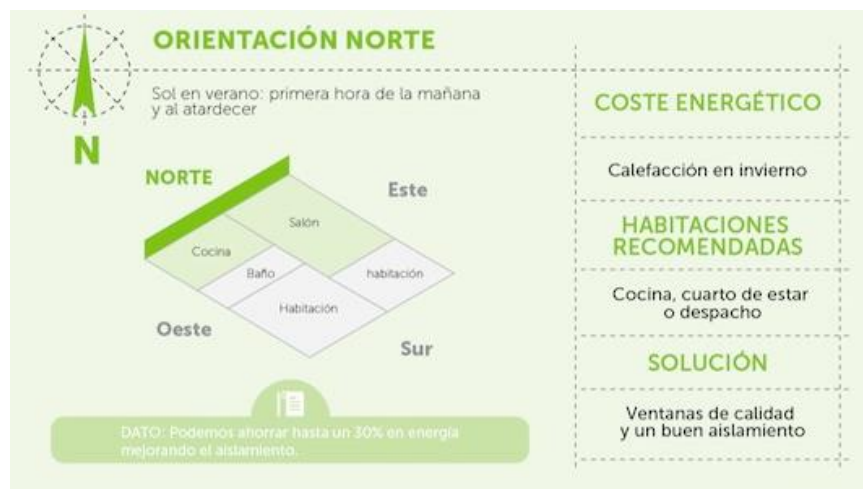 ORIENTACIÓN NORTE
Sol en verano: primera hora de la mañana
y al atardecer
N
NORTE
Este
Salón
Cocina
Baño
habitación
Habitación
Oeste
Sur
DATO: Podemos ahorrar hasta un 30% en energía
mejorando el aistamiento.
COSTE ENERGÉTICO
Calefacción en invierno
HABITACIONES
RECOMENDADAS
Cocina, cuarto de estar
o despacho
SOLUCIÓN
Ventanas de calidad
y un buen aislamiento